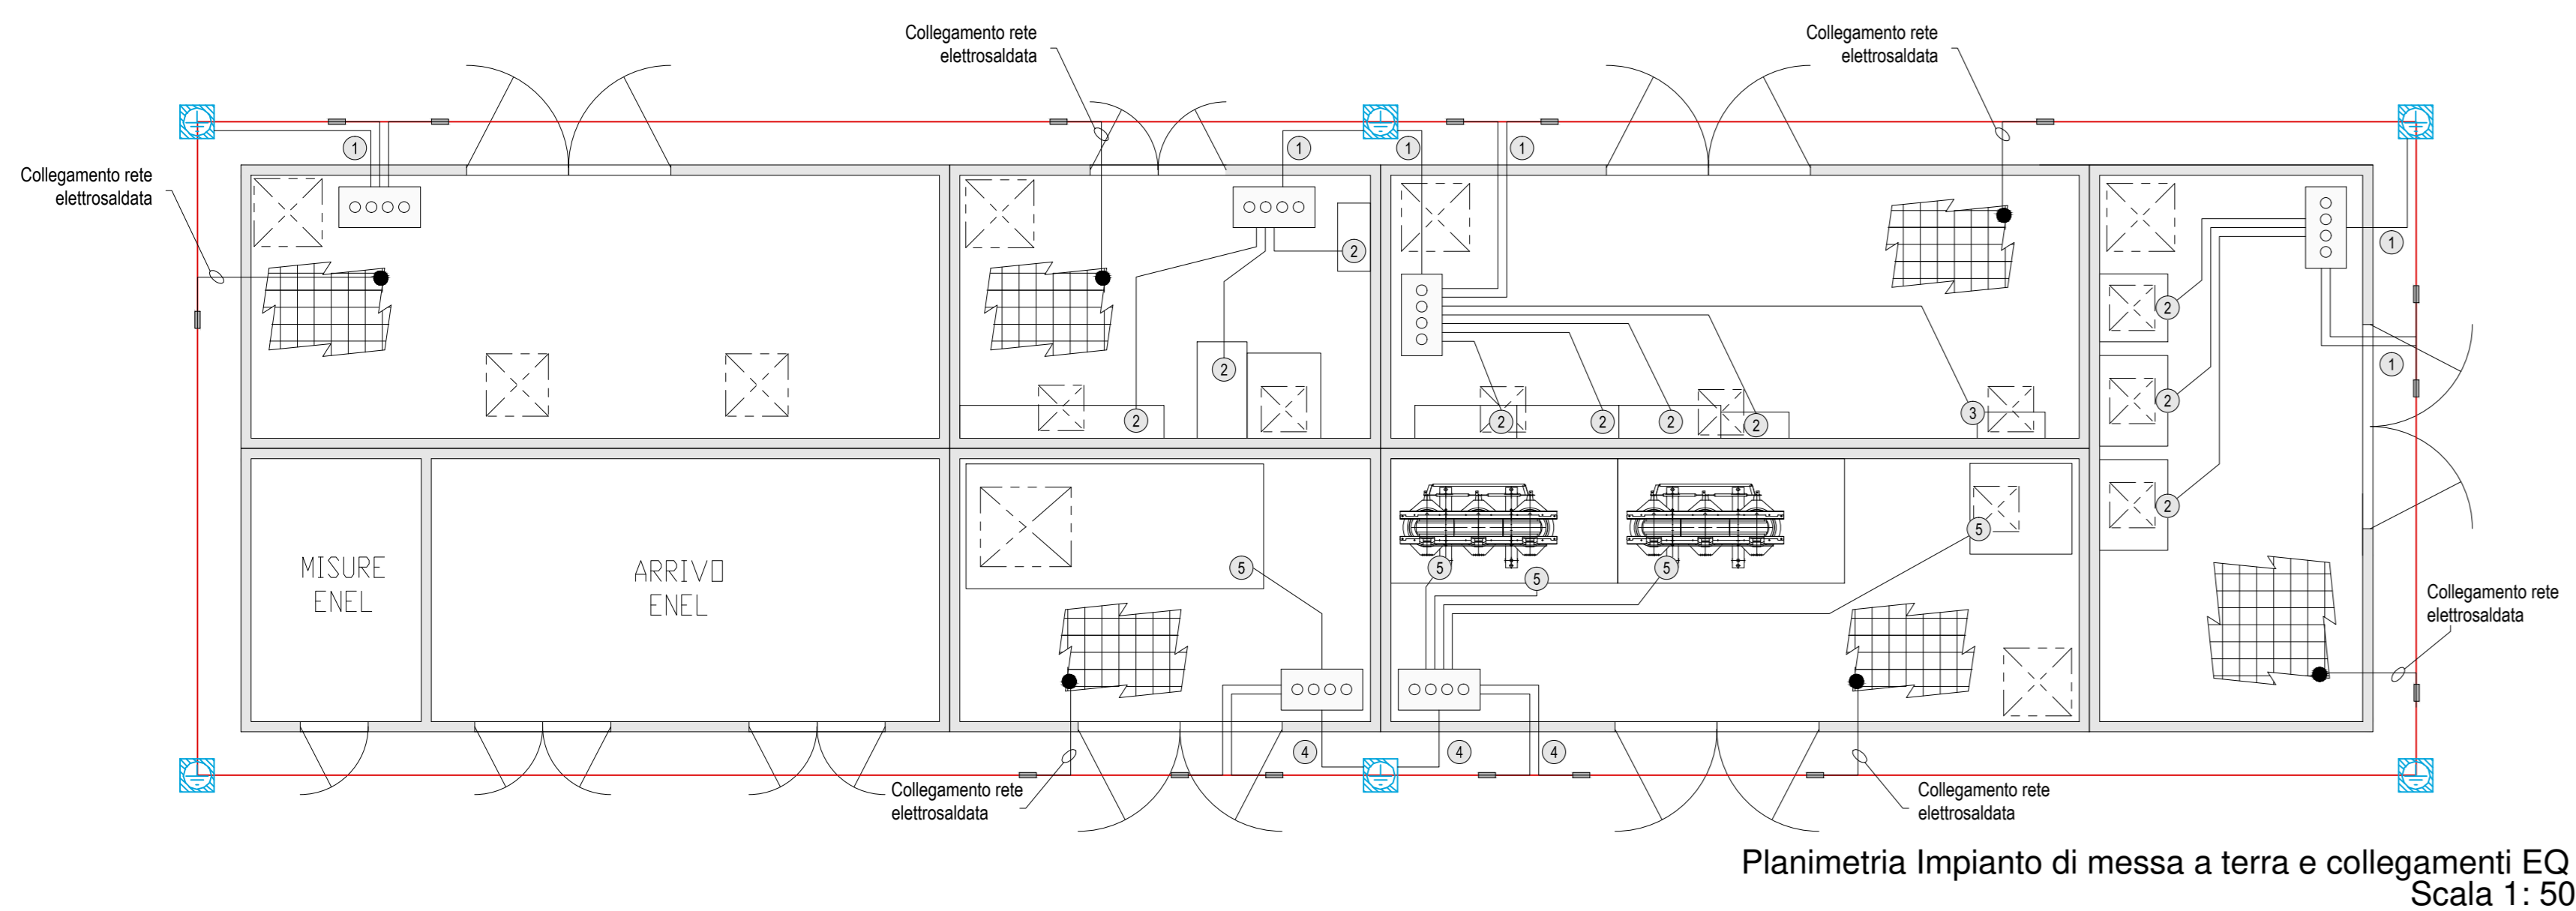 Collegamento rete
elettrosaldata
Collegamento rete
elettrosaldata
1
1
1
1
Collegamento rete
elettrosaldata
1
2
2
2
2
1
2
2
2
2
2
3
2
5
5
MISURE
ENEL
ARRIVO
ENEL
5
5
5
5
Collegamento rete
elettrosaldata
4
4
4
Collegamento rete
elettrosaldata
Collegamento rete
elettrosaldata
Planimetria Impianto di messa a terra e collegamenti EQ
Scala 1: 50